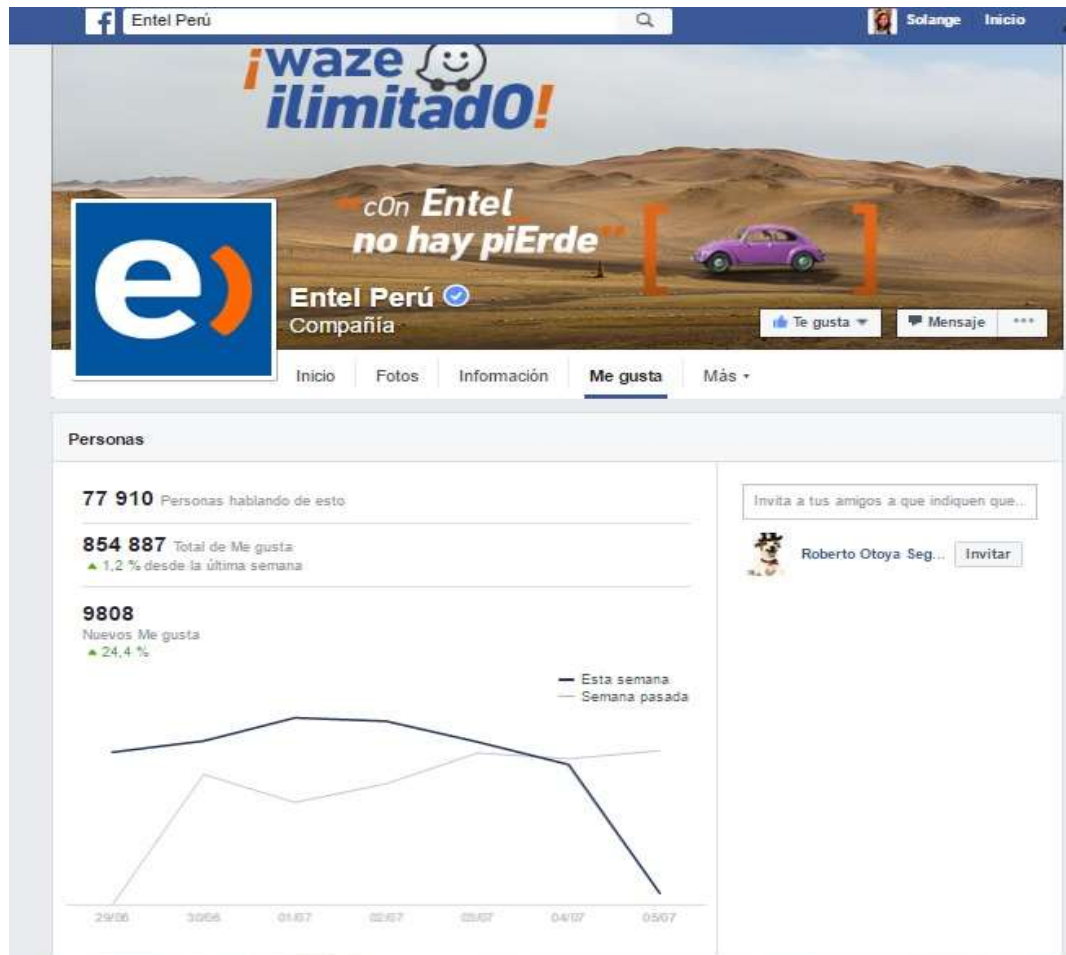 f Entel Perú Solange Inicio
¡waze
ilimitadO!
"cOn Entel
no hay piErde"
[ ]
e)
Entel Perú
Compañía
Te gusta Mensaje ...
Inicio Fotos Información Me gusta Más
Personas
77 910 Personas hablando de esto
854 887 Total de Me gusta
1,2 % desde la última semana
9808
Nuevos Me gusta
24,4 %
Invita a tus amigos a que indiquen que...
Roberto Otoya Seg... Invitar
Esta semana
Semana pasada
29/06 30/06 01/07 02/07 03/07 04/07 05/07